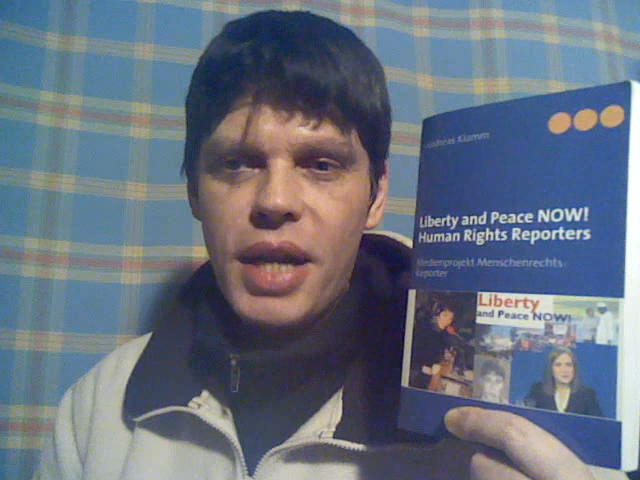 Andreas Klamm
Liberty and Peace NOW!
Human Rights Reporters
Medienprojekt Menschenrechts-
Reporter
Liberty
and Peace NOW!